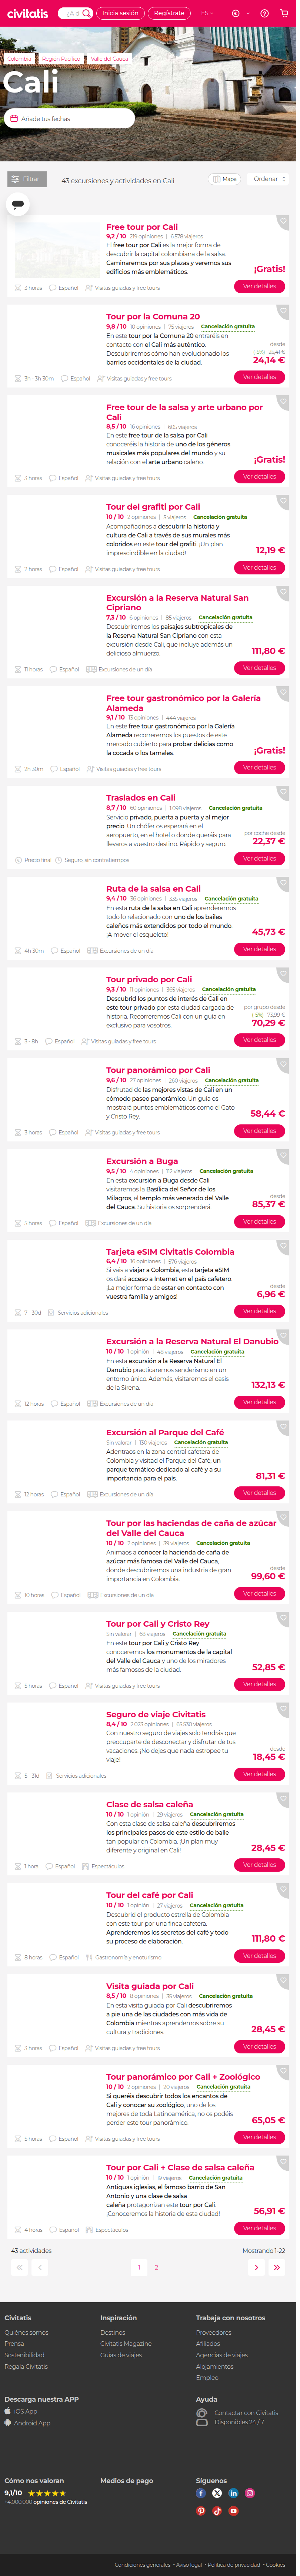 civitatis
¿A d
Inicia sesión
Regístrate
ES
Colombia
Región Pacífico
Valle del Cauca
Cali
Añade tus fechas
Filtrar
43 excursiones y actividades en Cali
Mapa
Ordenar
Free tour por Cali
9,2 / 10 219 opiniones | 6.578 viajeros
El free tour por Cali es la mejor forma de
descubrir la capital colombiana de la salsa.
Caminaremos por sus plazas y veremos sus
edificios más emblemáticos.
¡Gratis!
3 horas Español Visitas guiadas y free tours
Ver detalles
Tour por la Comuna 20
9,8 / 10 10 opiniones | 75 viajeros Cancelación gratuita
En este tour por la Comuna 20 entraréis en
contacto con el Cali más auténtico.
Descubriremos cómo han evolucionado los
barrios occidentales de la ciudad.
desde
(-5%) 25,41 €
24,14 €
3h - 3h 30m Español Visitas guiadas y free tours
Ver detalles
Free tour de la salsa y arte urbano por
Cali
8,5 / 10 16 opiniones | 605 viajeros
En este free tour de la salsa por Cali
conoceréis la historia de uno de los géneros
musicales más populares del mundo y su
relación con el arte urbano caleño.
¡Gratis!
3 horas Español Visitas guiadas y free tours
Ver detalles
Tour del grafiti por Cali
10 / 10 2 opiniones | 5 viajeros Cancelación gratuita
Acompañadnos a descubrir la historia y
cultura de Cali a través de sus murales más
coloridos en este tour del grafiti. ¡Un plan
imprescindible en la ciudad!
12,19 €
2 horas Español Visitas guiadas y free tours
Ver detalles
Excursión a la Reserva Natural San
Cipriano
7,3 / 10 6 opiniones | 85 viajeros Cancelación gratuita
Descubriremos los paisajes subtropicales de
la Reserva Natural San Cipriano con esta
excursión desde Cali, que incluye además un
delicioso almuerzo.
111,80 €
11 horas Español Excursiones de un día
Ver detalles
Free tour gastronómico por la Galería
Alameda
9,1 / 10 13 opiniones | 444 viajeros
En este free tour gastronómico por la Galería
Alameda recorreremos los puestos de este
mercado cubierto para probar delicias como
la cocada o los tamales.
¡Gratis!
2h 30m Español Visitas guiadas y free tours
Ver detalles
Traslados en Cali
8,7 / 10 60 opiniones | 1.098 viajeros Cancelación gratuita
Servicio privado, puerta a puerta y al mejor
precio. Un chófer os esperará en el
aeropuerto, en el hotel o donde queráis para
llevaros a vuestro destino. Rápido y seguro.
por coche desde
22,37 €
Precio final Seguro, sin contratiempos
Ver detalles
Ruta de la salsa en Cali
9,4 / 10 36 opiniones | 335 viajeros Cancelación gratuita
En esta ruta de la salsa en Cali aprenderemos
todo lo relacionado con uno de los bailes
caleños más extendidos por todo el mundo.
¡A mover el esqueleto!
45,73 €
4h 30m Español Excursiones de un día
Ver detalles
Tour privado por Cali
9,3 / 10 11 opiniones | 365 viajeros Cancelación gratuita
Descubrid los puntos de interés de Cali en
este tour privado por esta ciudad cargada de
historia. Recorreremos Cali con un guía en
exclusivo para vosotros.
por grupo desde
(-5%) 73,99 €
70,29 €
3 - 8h Español Visitas guiadas y free tours
Ver detalles
Tour panorámico por Cali
9,6 / 10 27 opiniones | 260 viajeros Cancelación gratuita
Disfrutad de las mejores vistas de Cali en un
cómodo paseo panorámico. Un guía os
mostrará puntos emblemáticos como el Gato
y Cristo Rey.
58,44 €
3 horas Español Visitas guiadas y free tours
Ver detalles
Excursión a Buga
9,5 / 10 4 opiniones | 112 viajeros Cancelación gratuita
En esta excursión a Buga desde Cali
visitaremos la Basílica del Señor de los
Milagros, el templo más venerado del Valle
del Cauca. Su historia os sorprenderá.
desde
85,37 €
5 horas Español Excursiones de un día
Ver detalles
Tarjeta eSIM Civitatis Colombia
6,4 / 10 16 opiniones | 576 viajeros
Si vais a viajar a Colombia, esta tarjeta eSIM
os dará acceso a Internet en el país cafetero.
¡La mejor forma de estar en contacto con
vuestra familia y amigos!
desde
6,96 €
7 - 30d Servicios adicionales
Ver detalles
Excursión a la Reserva Natural El Danubio
10 / 10 1 opinión | 48 viajeros Cancelación gratuita
En esta excursión a la Reserva Natural El
Danubio practicaremos senderismo en un
entorno único. Además, visitaremos el oasis
de la Sirena.
132,13 €
12 horas Español Excursiones de un día
Ver detalles
Excursión al Parque del Café
Sin valorar | 130 viajeros Cancelación gratuita
Adentraos en la zona central cafetera de
Colombia y visitad el Parque del Café, un
parque temático dedicado al café y a su
importancia para el país.
81,31 €
12 horas Español Excursiones de un día
Ver detalles
Tour por las haciendas de caña de azúcar
del Valle del Cauca
10 / 10 2 opiniones | 39 viajeros Cancelación gratuita
Animaos a conocer la hacienda de caña de
azúcar más famosa del Valle del Cauca,
donde descubriremos una industria de gran
importancia en Colombia.
desde
99,60 €
10 horas Español Excursiones de un día
Ver detalles
Tour por Cali y Cristo Rey
Sin valorar | 68 viajeros Cancelación gratuita
En este tour por Cali y Cristo Rey
conoceremos los monumentos de la capital
del Valle del Cauca y uno de los miradores
más famosos de la ciudad.
52,85 €
5 horas Español Visitas guiadas y free tours
Ver detalles
Seguro de viaje Civitatis
8,4 / 10 2.023 opiniones | 65.530 viajeros
Con nuestro seguro de viajes solo tendrás que
preocuparte de desconectar y disfrutar de tus
vacaciones. ¡No dejes que nada estropee tu
viaje!
desde
18,45 €
5 - 31d Servicios adicionales
Ver detalles
Clase de salsa caleña
10 / 10 1 opinión | 29 viajeros Cancelación gratuita
Con esta clase de salsa caleña descubriremos
los principales pasos de este estilo de baile
tan popular en Colombia. ¡Un plan muy
diferente y original en Cali!
28,45 €
1 hora Español Espectáculos
Ver detalles
Tour del café por Cali
10 / 10 1 opinión | 27 viajeros Cancelación gratuita
Descubrid el producto estrella de Colombia
con este tour por una finca cafetera.
Aprenderemos los secretos del café y todo
su proceso de elaboración.
111,80 €
8 horas Español Gastronomía y enoturismo
Ver detalles
Visita guiada por Cali
8,5 / 10 8 opiniones | 35 viajeros Cancelación gratuita
En esta visita guiada por Cali descubriremos
a pie una de las ciudades con más vida de
Colombia mientras aprendemos sobre su
cultura y tradiciones.
28,45 €
3 horas Español Visitas guiadas y free tours
Ver detalles
Tour panorámico por Cali + Zoológico
10 / 10 2 opiniones | 20 viajeros Cancelación gratuita
Si queréis descubrir todos los encantos de
Cali y conocer su zoológico, uno de los
mejores de toda Latinoamérica, no os podéis
perder este tour panorámico.
65,05 €
5 horas Español Visitas guiadas y free tours
Ver detalles
Tour por Cali + Clase de salsa caleña
10 / 10 1 opinión | 19 viajeros Cancelación gratuita
Antiguas iglesias, el famoso barrio de San
Antonio y una clase de salsa
caleña protagonizan este tour por Cali.
¡Conoceremos la historia de esta ciudad!
56,91 €
4 horas Español Espectáculos
Ver detalles
43 actividades
Mostrando 1-22
1 2
Civitatis
Quiénes somos
Prensa
Sostenibilidad
Regala Civitatis
Inspiración
Destinos
Civitatis Magazine
Guías de viajes
Trabaja con nosotros
Proveedores
Afiliados
Agencias de viajes
Alojamientos
Empleo
Descarga nuestra APP
iOS App
Android App
Ayuda
Contactar con Civitatis
Disponibles 24 / 7
Cómo nos valoran
9,1/10
+4.000.000 opiniones de Civitatis
Medios de pago
Síguenos
Condiciones generales • Aviso legal • Política de privacidad • Cookies